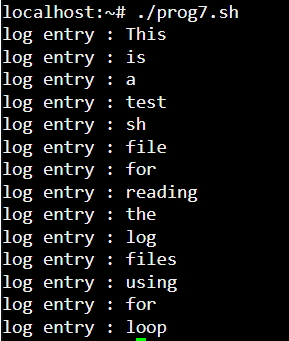 localhost:~# ./prog7.sh
log entry : This
log entry : is
log entry : a
log entry : test
log entry : sh
log entry : file
log entry : for
log entry : reading
log entry : the
log entry : log
log entry : files
log entry : using
log entry : for
log entry : loop